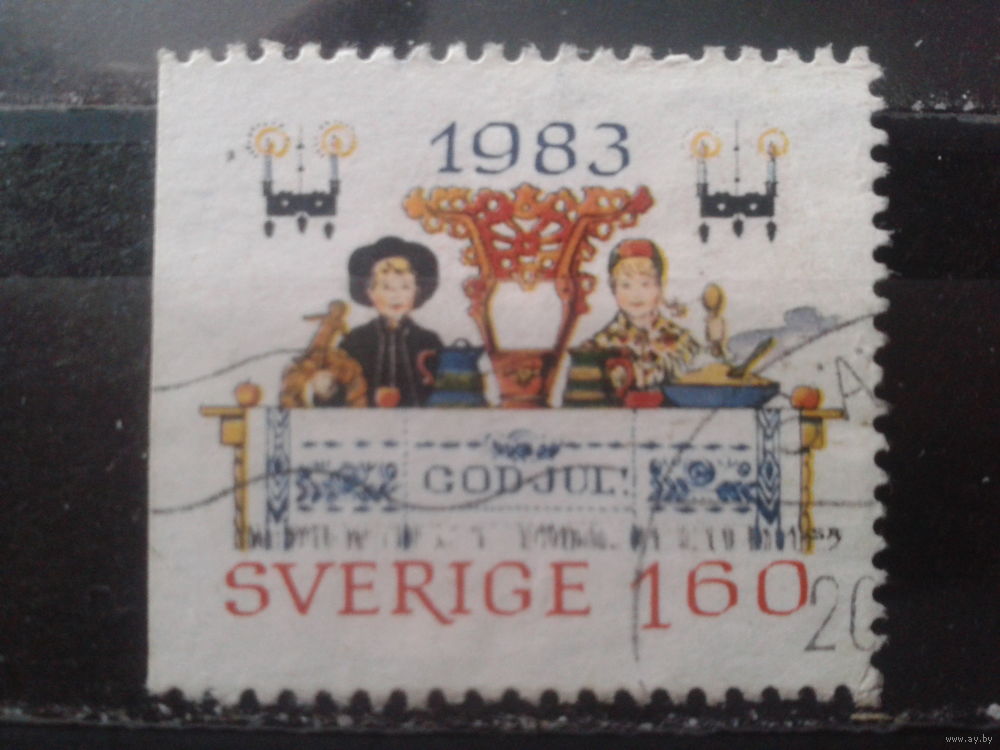 1983
GOD JUL!
SVERIGE 160
20
www.ay.by